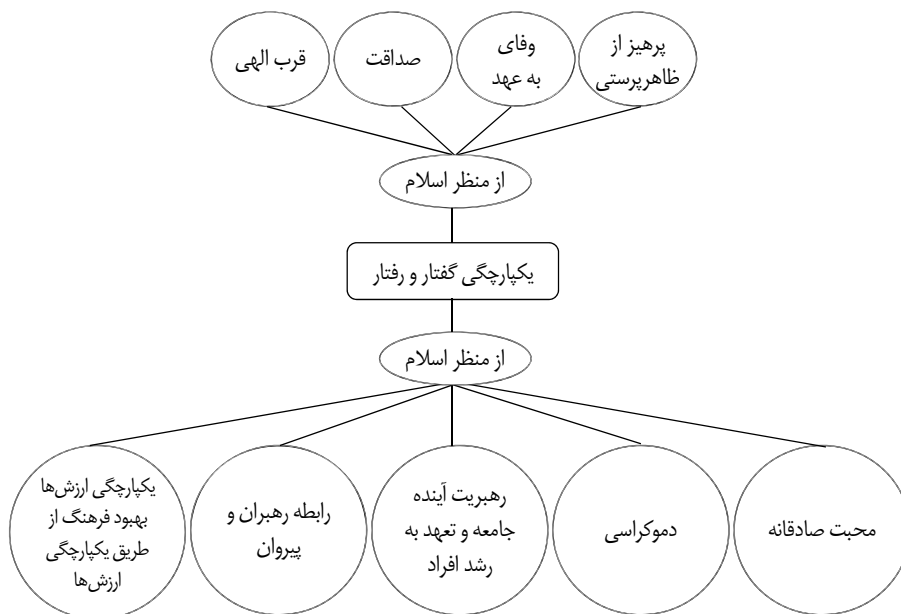 پرهیز از
ظاهرپرستی
وفای
به عهد
صداقت
قرب الهی
از منظر اسلام
یکپارچگی گفتار و رفتار
از منظر اسلام
محبت صادقانه
دموکراسی
رهبریت آینده
جامعه و تعهد به
رشد افراد
رابطه رهبران و
پیروان
یکپارچگی ارزش‌ها
بهبود فرهنگ از
طریق یکپارچگی
ارزش‌ها